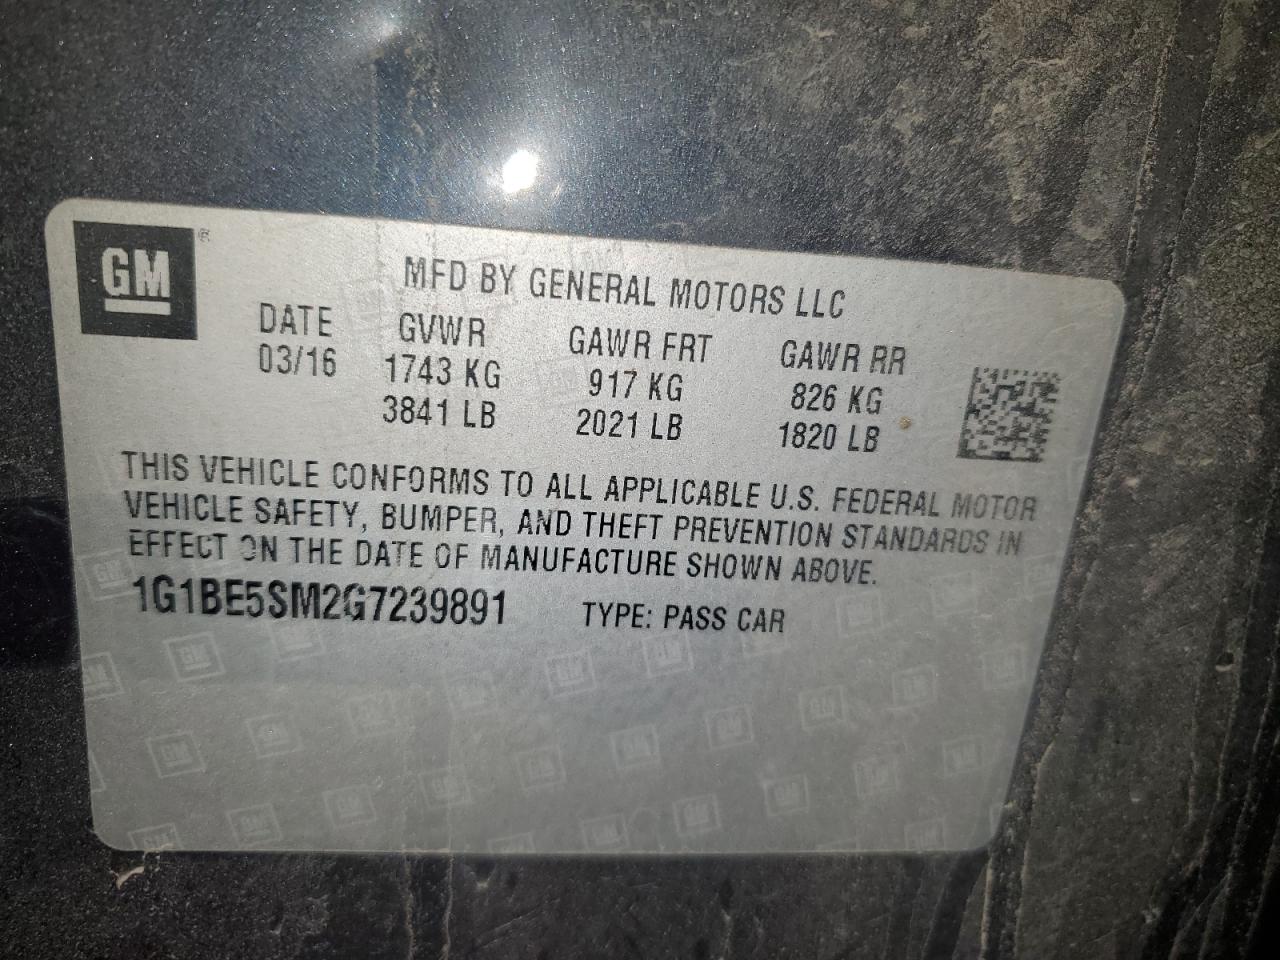 GM ®
MFD BY GENERAL MOTORS LLC
DATE GVWR GAWR FRT GAWR RR
03/16 1743 KG 917 KG 826 KG
3841 LB 2021 LB 1820 LB
THIS VEHICLE CONFORMS TO ALL APPLICABLE U.S. FEDERAL MOTOR
VEHICLE SAFETY, BUMPER, AND THEFT PREVENTION STANDARDS IN
EFFECT ON THE DATE OF MANUFACTURE SHOWN ABOVE.
1G1BE5SM2G7239891 TYPE: PASS CAR